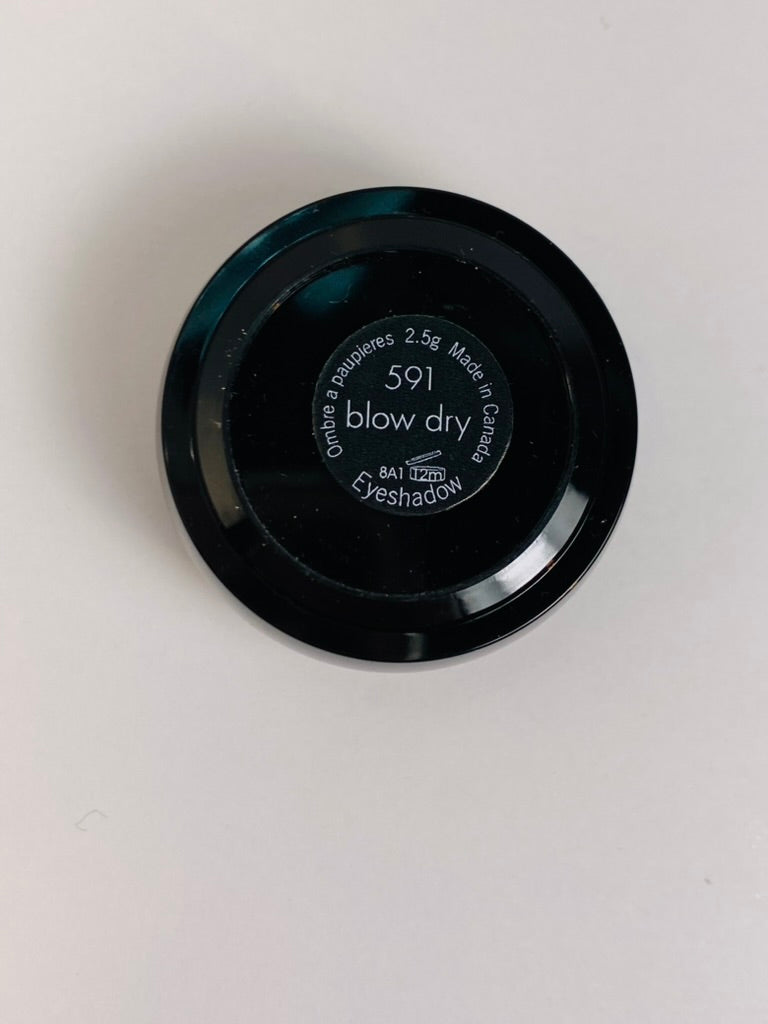 Ombre a paupieres 2.5g Made in Canada
591
blow dry
8A1 12m
Eyeshadow